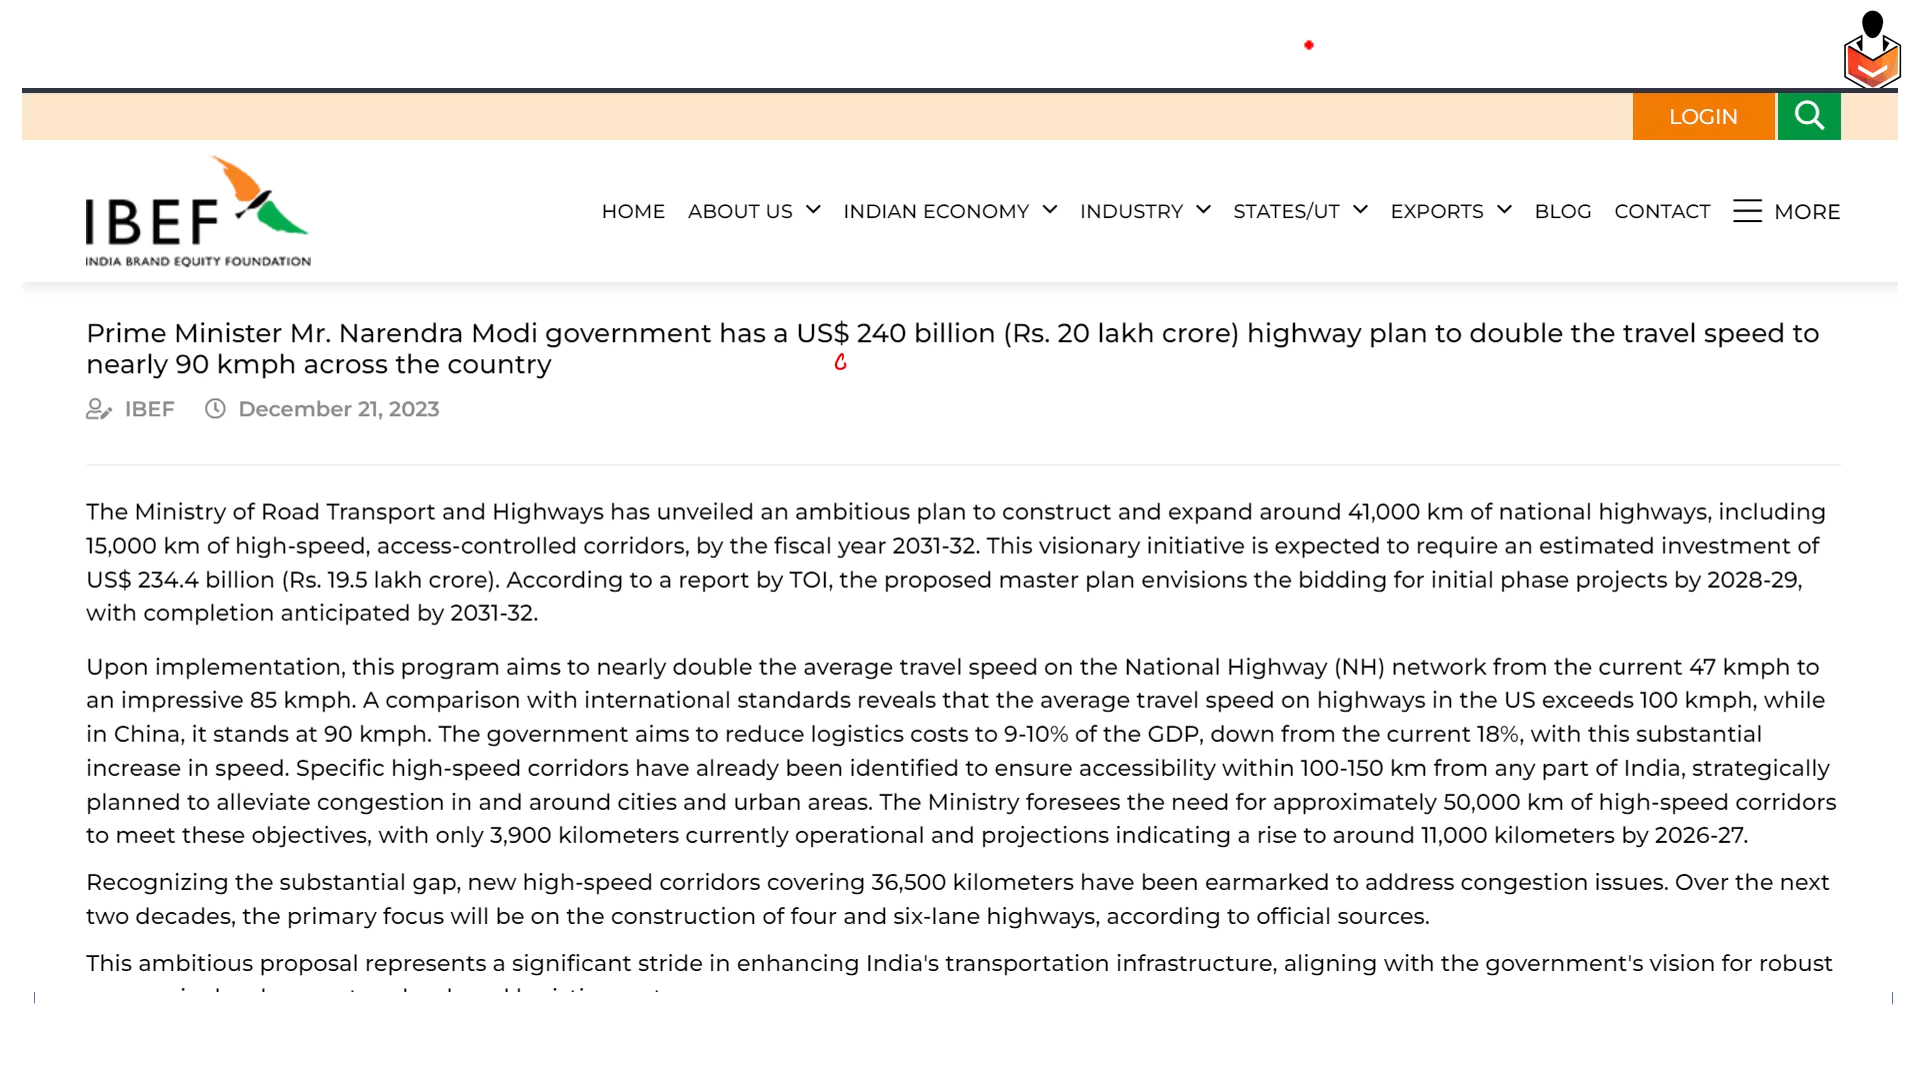 LOGIN
IBEF
INDIA BRAND EQUITY FOUNDATION
HOME ABOUT US INDIAN ECONOMY INDUSTRY STATES/UT EXPORTS BLOG CONTACT MORE
Prime Minister Mr. Narendra Modi government has a US$ 240 billion (Rs. 20 lakh crore) highway plan to double the travel speed to
nearly 90 kmph across the country
IBEF December 21, 2023
The Ministry of Road Transport and Highways has unveiled an ambitious plan to construct and expand around 41,000 km of national highways, including
15,000 km of high-speed, access-controlled corridors, by the fiscal year 2031-32. This visionary initiative is expected to require an estimated investment of
US$ 234.4 billion (Rs. 19.5 lakh crore). According to a report by TOI, the proposed master plan envisions the bidding for initial phase projects by 2028-29,
with completion anticipated by 2031-32.
Upon implementation, this program aims to nearly double the average travel speed on the National Highway (NH) network from the current 47 kmph to
an impressive 85 kmph. A comparison with international standards reveals that the average travel speed on highways in the US exceeds 100 kmph, while
in China, it stands at 90 kmph. The government aims to reduce logistics costs to 9-10% of the GDP, down from the current 18%, with this substantial
increase in speed. Specific high-speed corridors have already been identified to ensure accessibility within 100-150 km from any part of India, strategically
planned to alleviate congestion in and around cities and urban areas. The Ministry foresees the need for approximately 50,000 km of high-speed corridors
to meet these objectives, with only 3,900 kilometers currently operational and projections indicating a rise to around 11,000 kilometers by 2026-27.
Recognizing the substantial gap, new high-speed corridors covering 36,500 kilometers have been earmarked to address congestion issues. Over the next
two decades, the primary focus will be on the construction of four and six-lane highways, according to official sources.
This ambitious proposal represents a significant stride in enhancing India's transportation infrastructure, aligning with the government's vision for robust